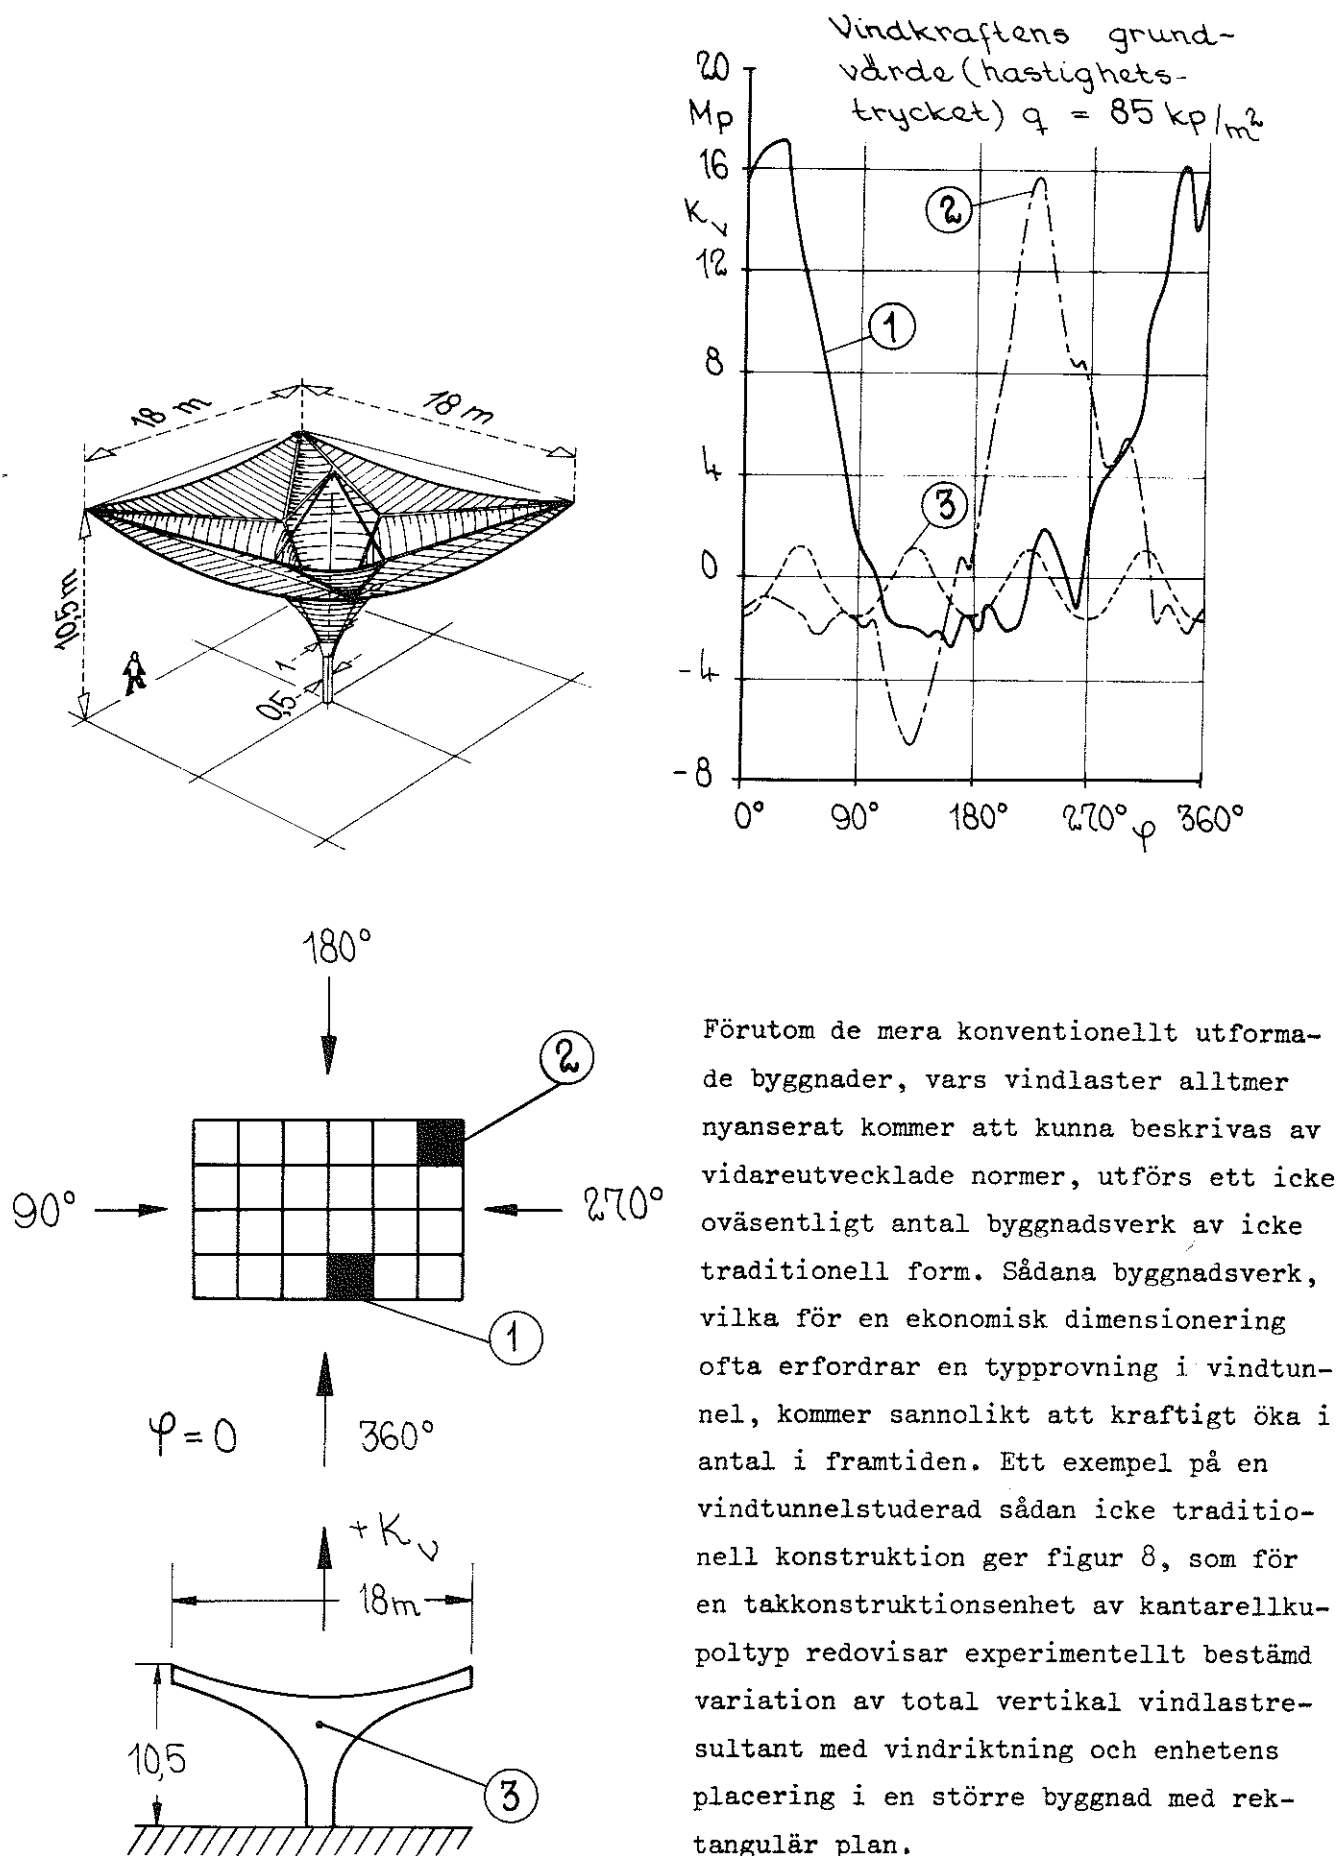 Vindkraftens grund-
värde (hastighets-
trycket) q = 85 kp/m²
20
Mp
16
Kv
12
8
4
0
-4
-8
0° 90° 180° 270° φ 360°
1
2
3
18 m
18 m
10,5 m
1
0,5
180°
2
90°
270°
1
φ = 0
360°
+ Kv
18 m
10,5
3
Förutom de mera konventionellt utforma-
de byggnader, vars vindlaster alltmer
nyanserat kommer att kunna beskrivas av
vidareutvecklade normer, utförs ett icke
oväsentligt antal byggnadsverk av icke
traditionell form. Sådana byggnadsverk,
vilka för en ekonomisk dimensionering
ofta erfordrar en typprovning i vindtun-
nel, kommer sannolikt att kraftigt öka i
antal i framtiden. Ett exempel på en
vindtunnelstuderad sådan icke traditio-
nell konstruktion ger figur 8, som för
en takkonstruktionsenhet av kantarellku-
poltyp redovisar experimentellt bestämd
variation av total vertikal vindlastre-
sultant med vindriktning och enhetens
placering i en större byggnad med rek-
tangulär plan.